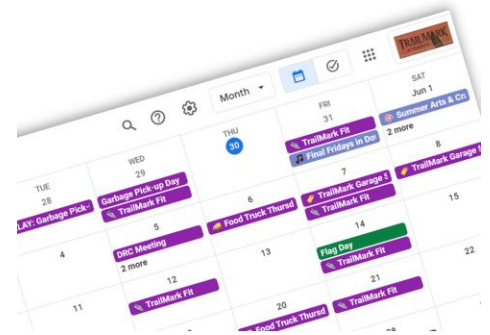 TRAILMARK
Month
TUE
WED
THU
FRI
SAT
28
29
30
31
Jun 1
LAY: Garbage Pick-
Garbage Pick-up Day
TrailMark Fit
TrailMark Fit
Final Fridays in Do
Summer Arts & Cr
2 more
4
5
6
7
8
DRC Meeting
2 more
Food Truck Thursd
TrailMark Garage S
TrailMark Fit
TrailMark Garage S
11
12
13
14
15
TrailMark Fit
Flag Day
TrailMark Fit
20
21
22
Food Truck Thursd
TrailMark Fit